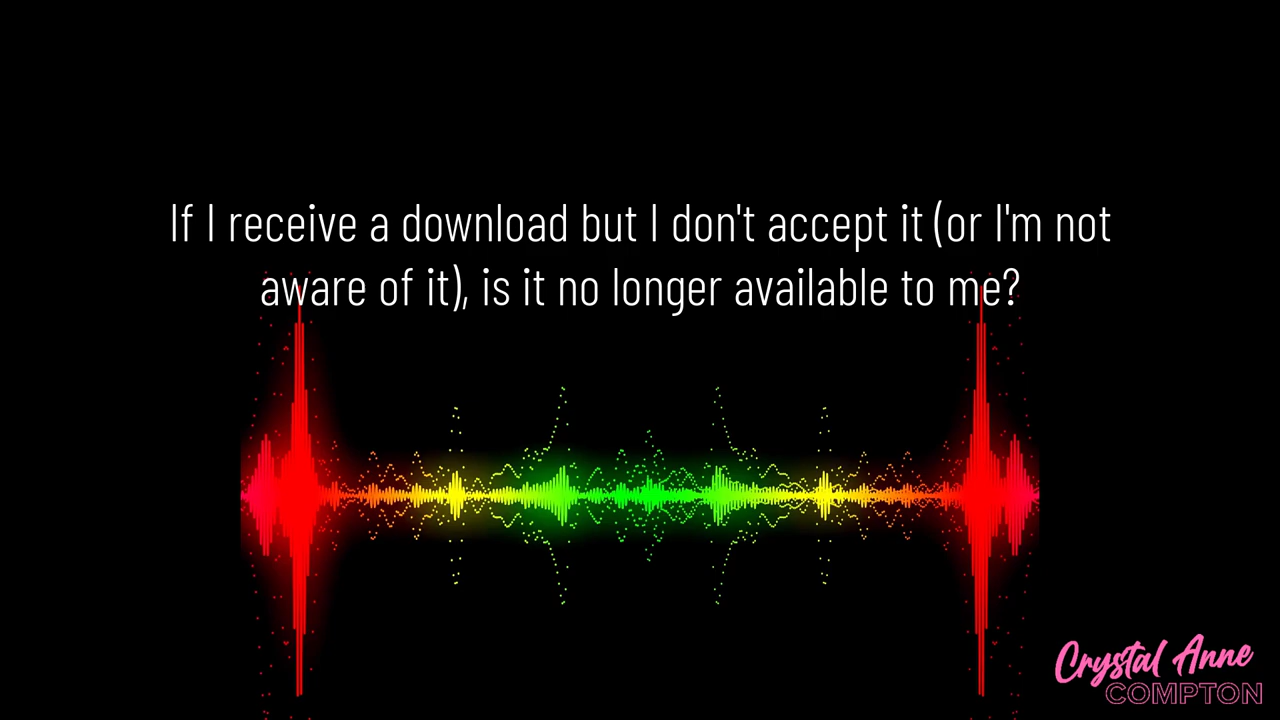 If I receive a download but I don't accept it (or I'm not
aware of it), is it no longer available to me?
Crystal Anne
COMPTON